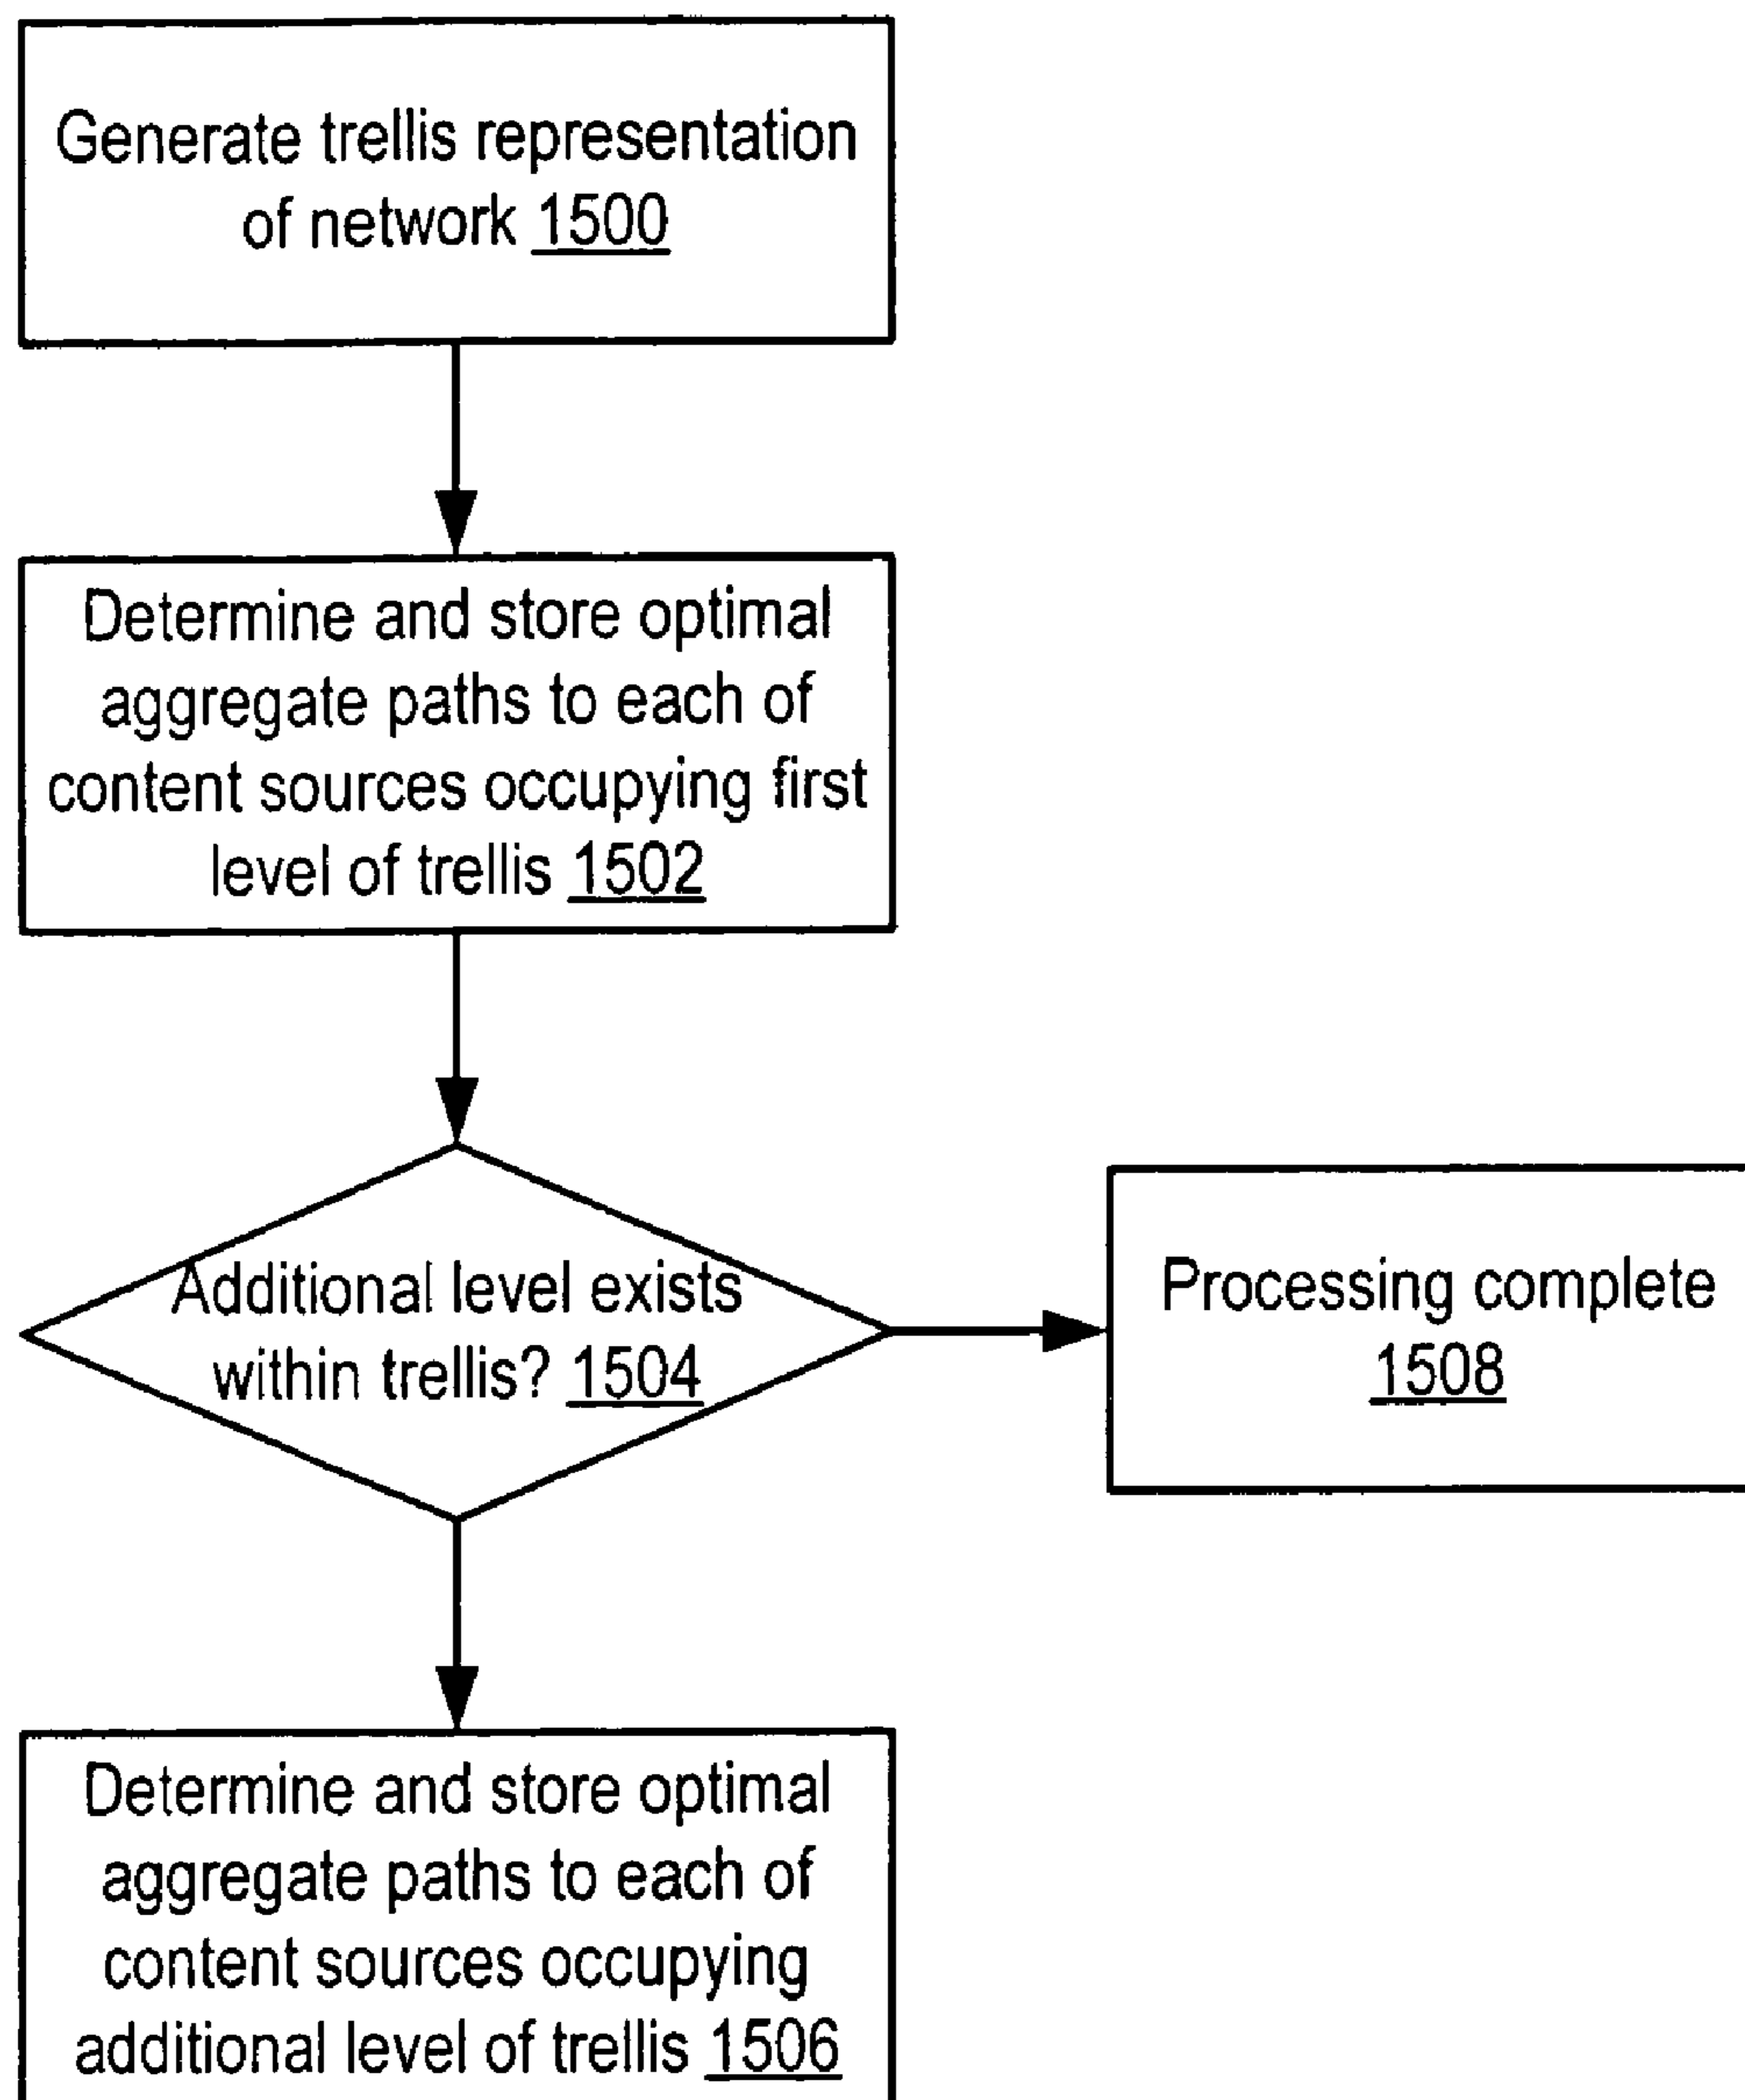 Generate trellis representation
of network 1500
Determine and store optimal
aggregate paths to each of
content sources occupying first
level of trellis 1502
Additional level exists
within trellis? 1504
Processing complete
1508
Determine and store optimal
aggregate paths to each of
content sources occupying
additional level of trellis 1506